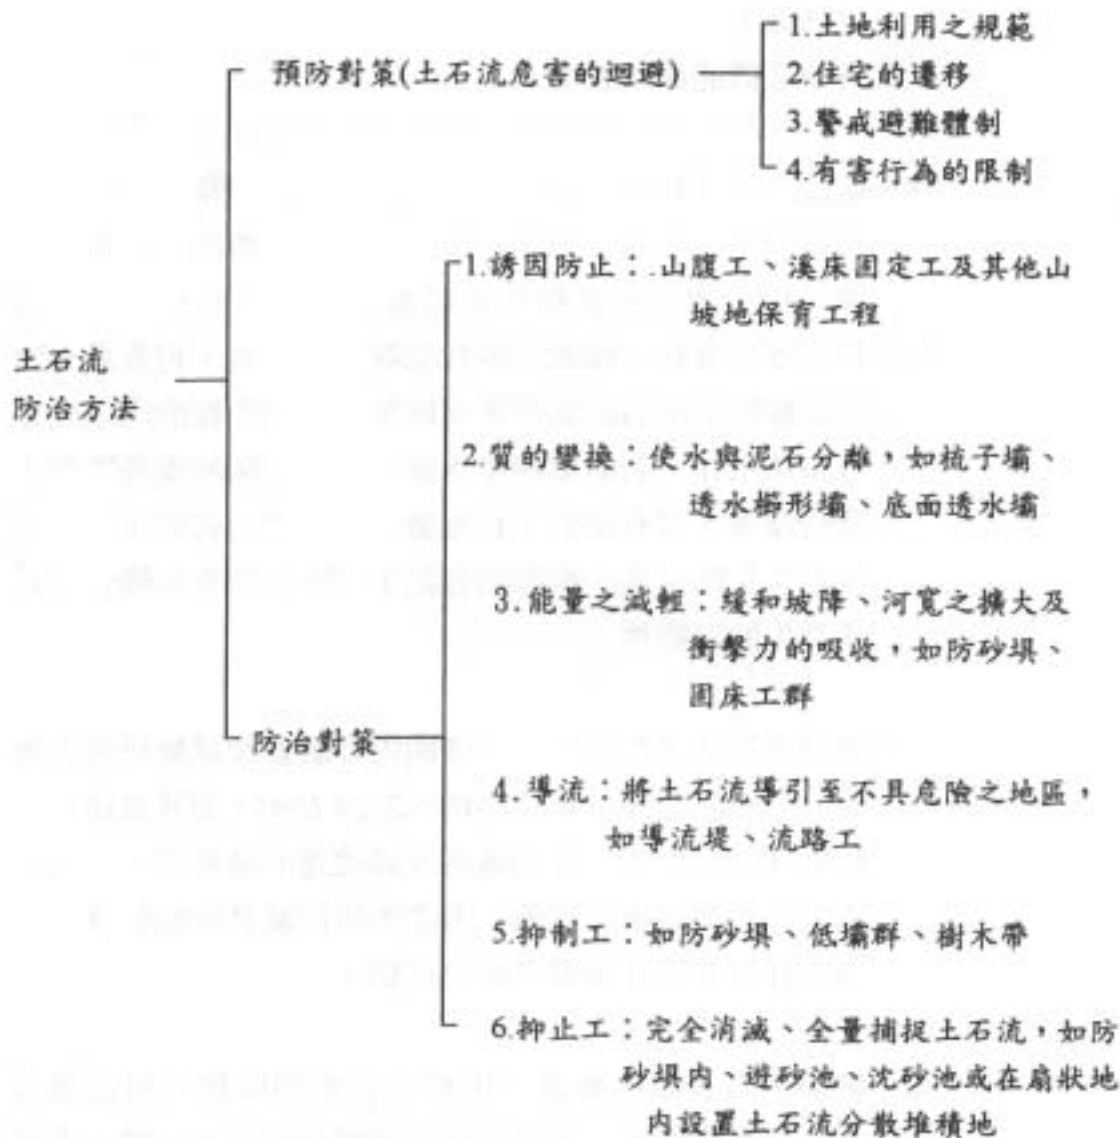 1.土地利用之規範
預防對策(土石流危害的迴避)
2.住宅的遷移
3.警戒避難體制
4.有害行為的限制
1.誘因防止：.山腹工、溪床固定工及其他山
坡地保育工程
土石流
防治方法
2.質的變換：使水與泥石分離，如梳子壩、
透水櫛形壩、底面透水壩
3.能量之減輕：緩和坡降、河寬之擴大及
衝擊力的吸收，如防砂埧、
固床工群
防治對策
4.導流：將土石流導引至不具危險之地區，
如導流堤、流路工
5.抑制工：如防砂埧、低壩群、樹木帶
6.抑止工：完全消滅、全量捕捉土石流，如防
砂埧內、遊砂池、沈砂池或在扇狀地
內設置土石流分散堆積地